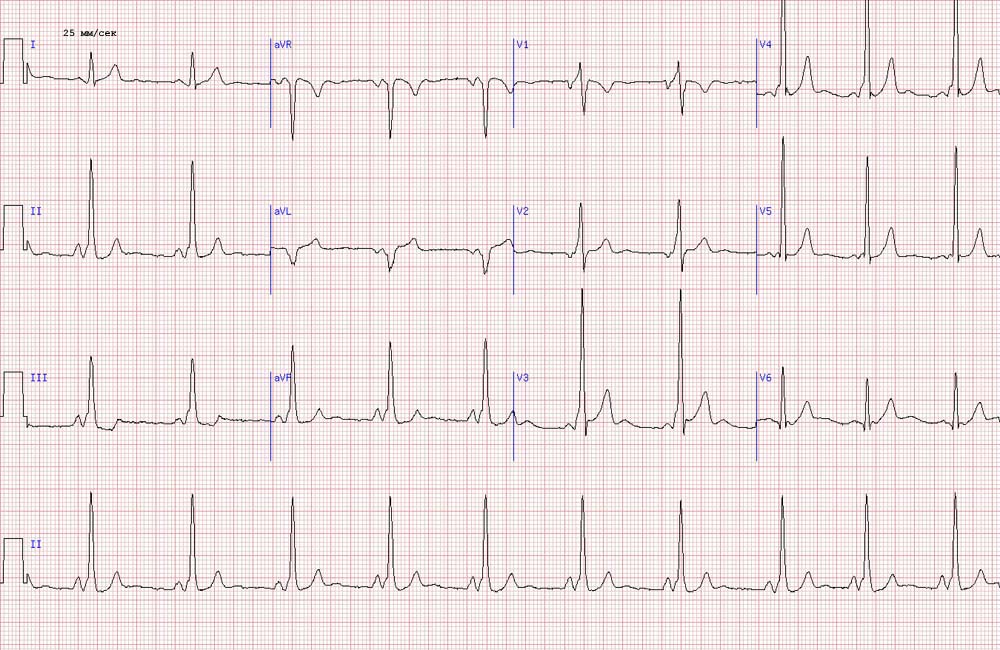 25 мм/сек
I aVR V1 V4
II aVL V2 V5
III aVF V3 V6
II